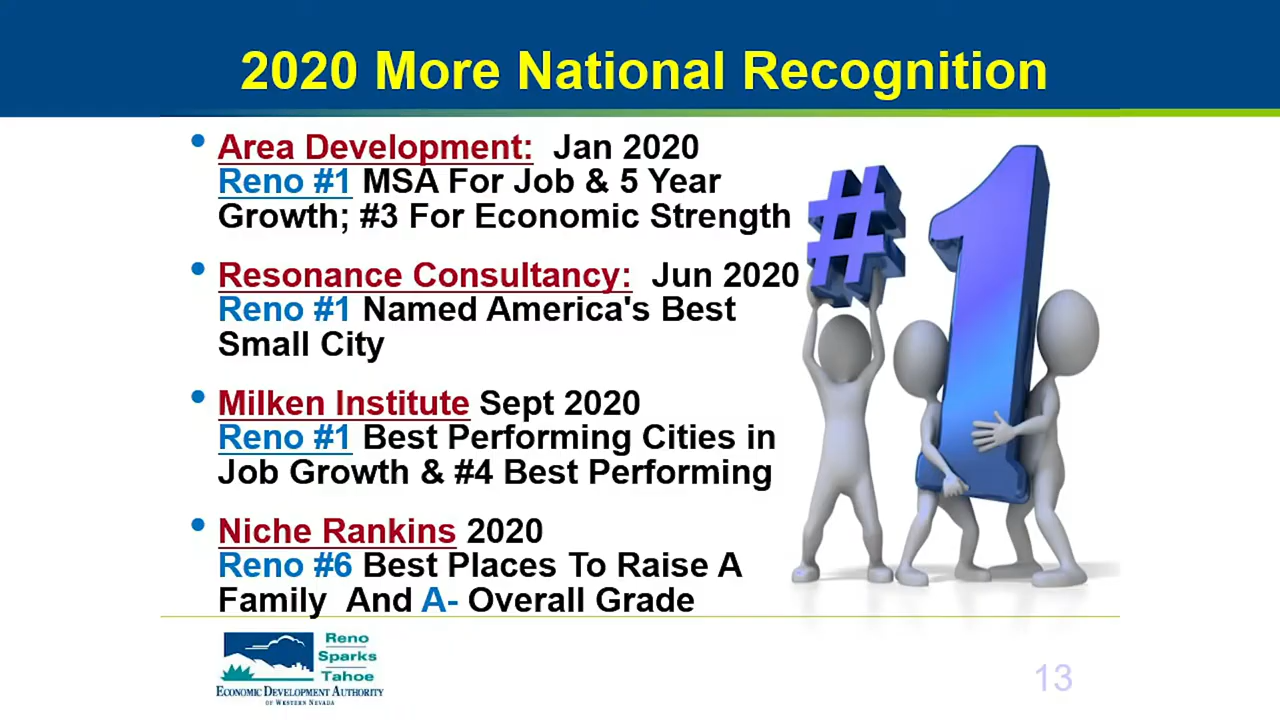 2020 More National Recognition
• Area Development: Jan 2020
Reno #1 MSA For Job & 5 Year
Growth; #3 For Economic Strength
• Resonance Consultancy: Jun 2020
Reno #1 Named America's Best
Small City
• Milken Institute Sept 2020
Reno #1 Best Performing Cities in
Job Growth & #4 Best Performing
• Niche Rankins 2020
Reno #6 Best Places To Raise A
Family And A- Overall Grade
#1
Reno
Sparks
Tahoe
ECONOMIC DEVELOPMENT AUTHORITY
OF WESTERN NEVADA
13